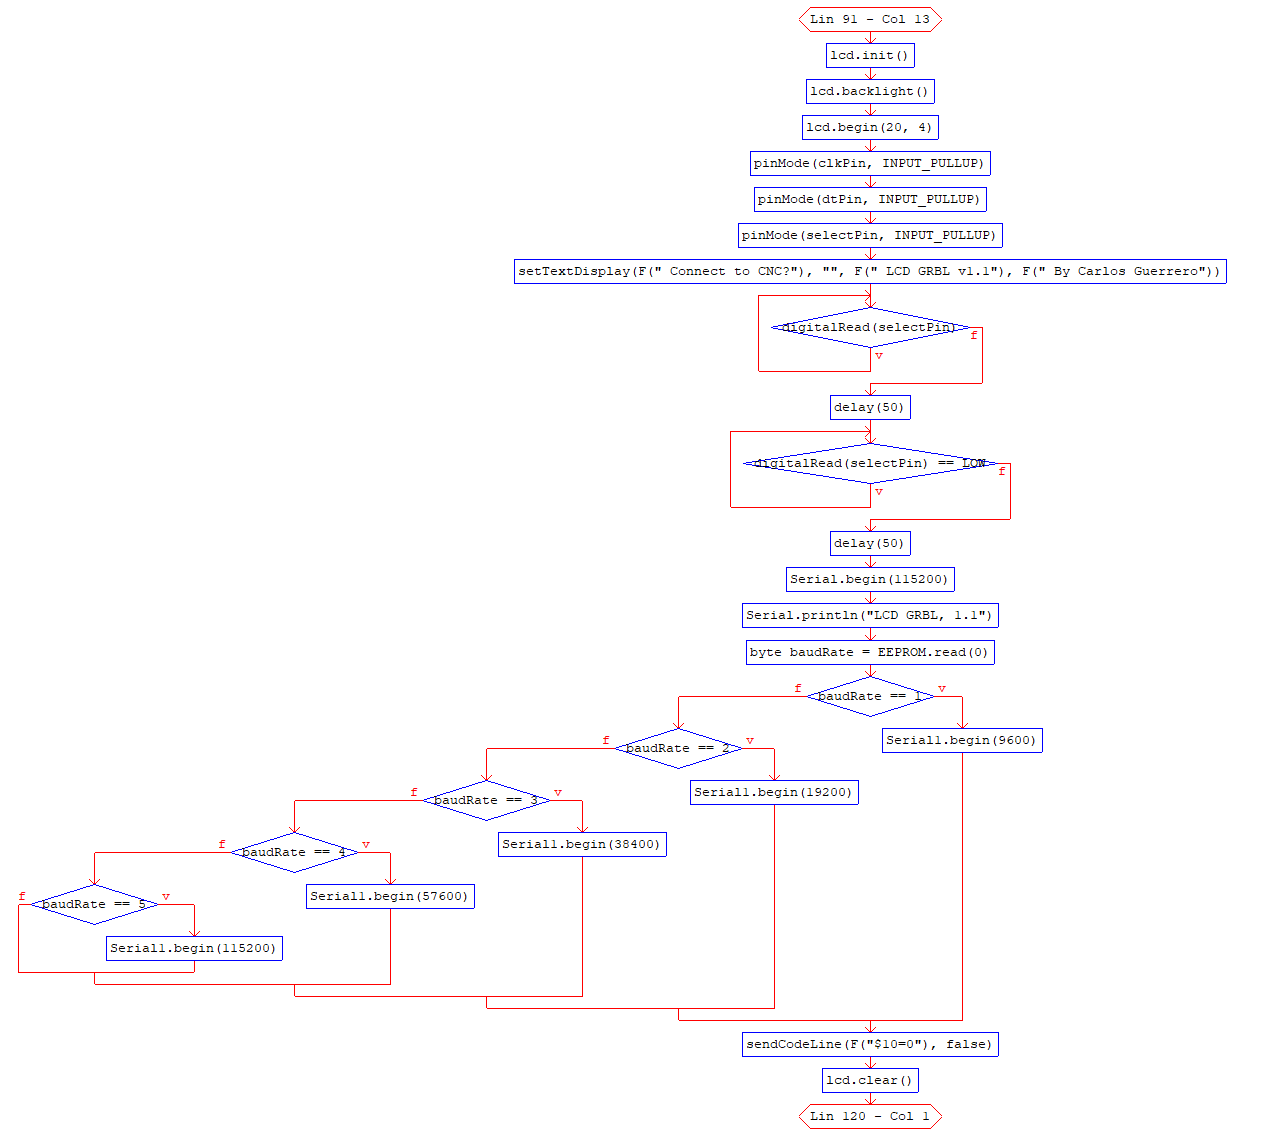 Lin 91 - Col 13
lcd.init()
lcd.backlight()
lcd.begin(20, 4)
pinMode(clkPin, INPUT_PULLUP)
pinMode(dtPin, INPUT_PULLUP)
pinMode(selectPin, INPUT_PULLUP)
setTextDisplay(F(" Connect to CNC?"), "", F(" LCD GRBL v1.1"), F(" By Carlos Guerrero"))
digitalRead(selectPin)
f
v
delay(50)
digitalRead(selectPin) == LOW
f
v
delay(50)
Serial.begin(115200)
Serial.println("LCD GRBL, 1.1")
byte baudRate = EEPROM.read(0)
f
baudRate == 1
v
Serial1.begin(9600)
f
baudRate == 2
v
Serial1.begin(19200)
f
baudRate == 3
v
Serial1.begin(38400)
f
baudRate == 4
v
Serial1.begin(57600)
f
baudRate == 5
v
Serial1.begin(115200)
sendCodeLine(F("$10=0"), false)
lcd.clear()
Lin 120 - Col 1